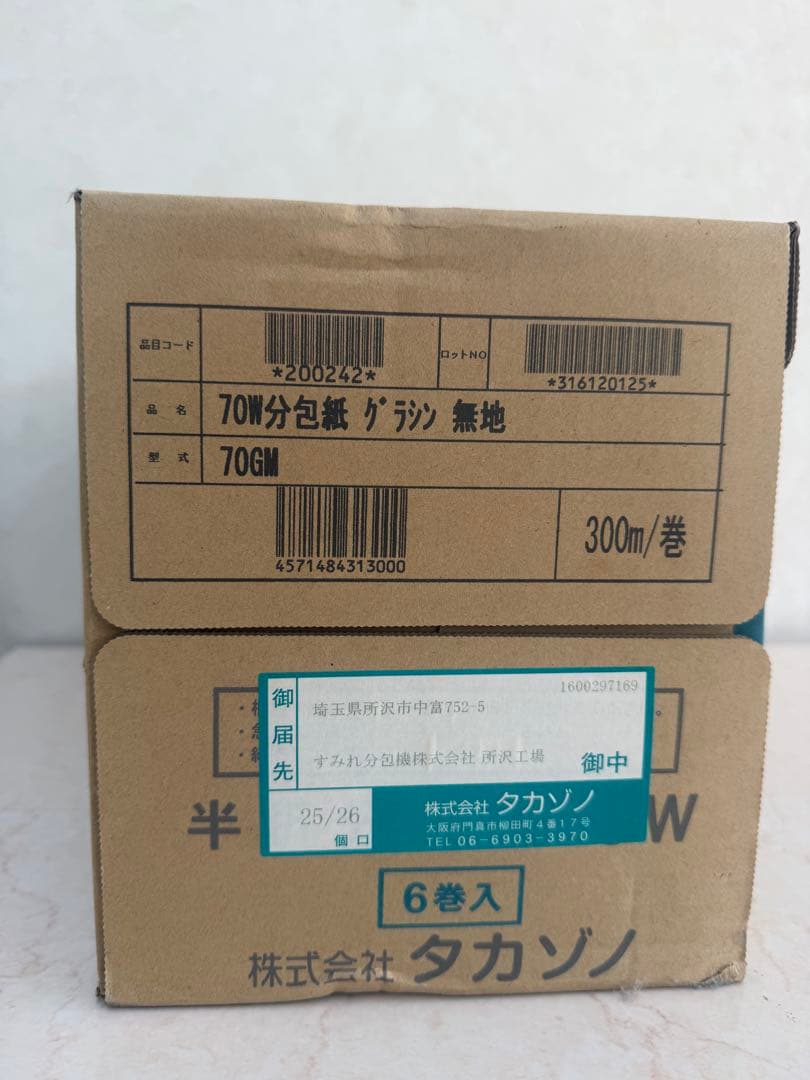 品目コード
*200242*
ロットNO
*316120125*
品名
70W分包紙 グラシン 無地
型式
70GM
4571484313000
300m/巻
御届先
1600297169
埼玉県所沢市中富752-5
すみれ分包機株式会社 所沢工場
御中
25/26
個口
株式会社 タカゾノ
大阪府門真市柳田町4番17号
TEL 06-6903-3970
半
W
6巻入
株式会社 タカゾノ